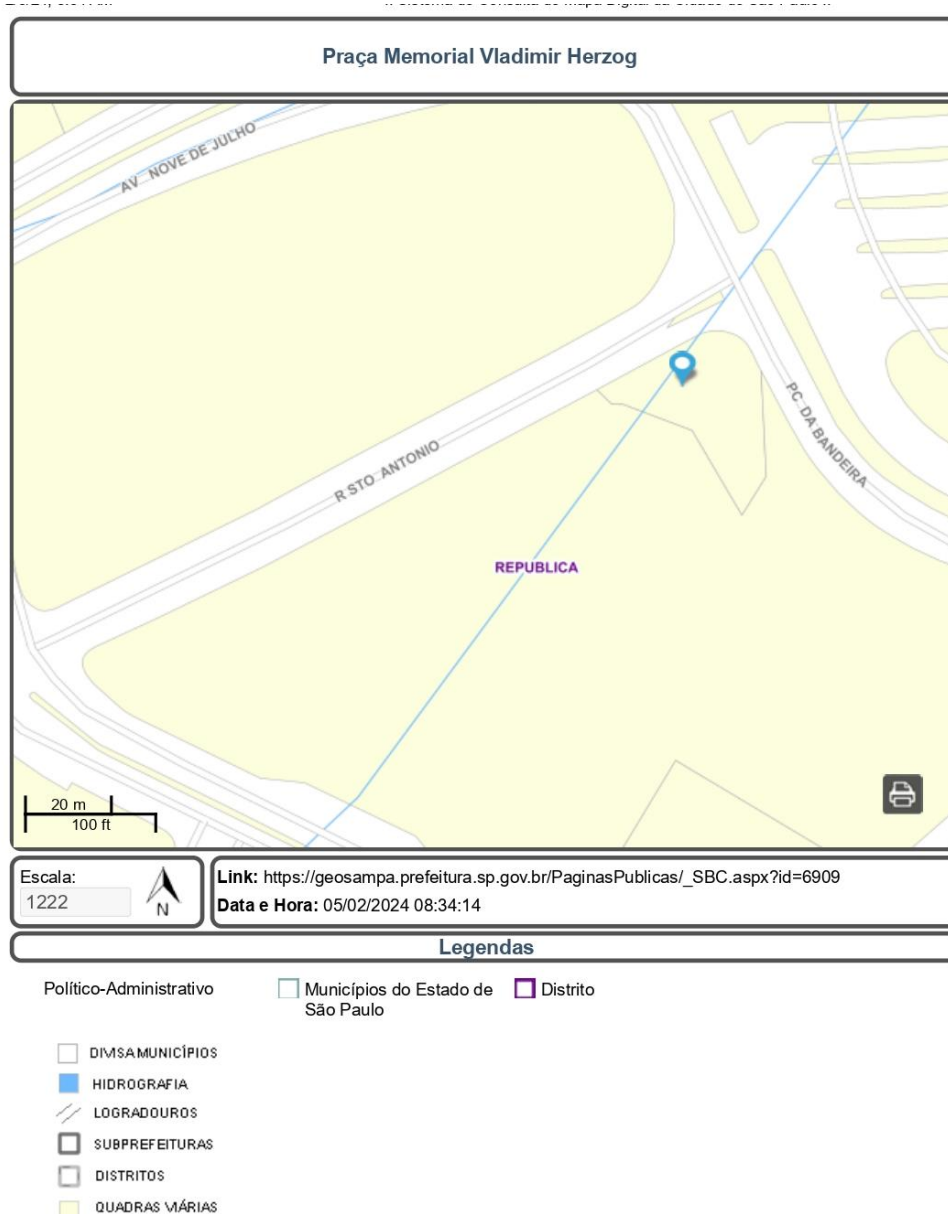 Praça Memorial Vladimir Herzog
AV NOVE DE JULHO
PC DA BANDEIRA
R STO ANTONIO
REPUBLICA
20 m
100 ft
Escala:
1222
N
Link: https://geosampa.prefeitura.sp.gov.br/PaginasPublicas/_SBC.aspx?id=6909
Data e Hora: 05/02/2024 08:34:14
Legendas
Político-Administrativo
Municípios do Estado de
São Paulo
Distrito
DIVISA MUNICÍPIOS
HIDROGRAFIA
LOGRADOUROS
SUBPREFEITURAS
DISTRITOS
QUADRAS VIÁRIAS